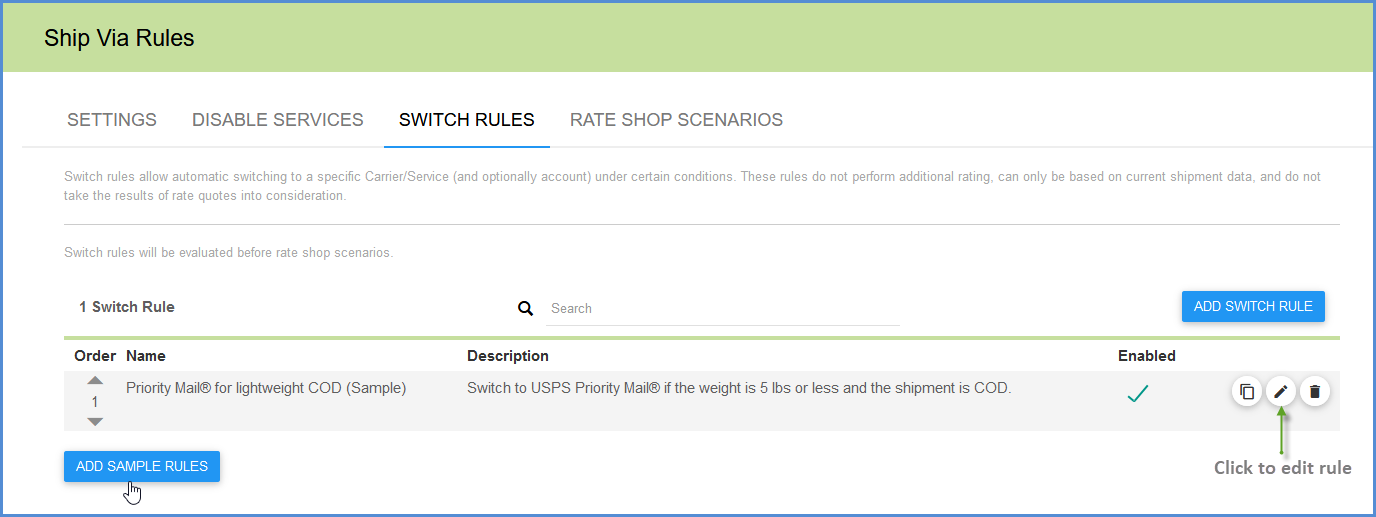 Ship Via Rules
SETTINGS DISABLE SERVICES SWITCH RULES RATE SHOP SCENARIOS
Switch rules allow automatic switching to a specific Carrier/Service (and optionally account) under certain conditions. These rules do not perform additional rating, can only be based on current shipment data, and do not
take the results of rate quotes into consideration.
Switch rules will be evaluated before rate shop scenarios.
1 Switch Rule Search ADD SWITCH RULE
Order Name Description Enabled
Priority Mail® for lightweight COD (Sample) Switch to USPS Priority Mail® if the weight is 5 lbs or less and the shipment is COD.
1
ADD SAMPLE RULES
Click to edit rule